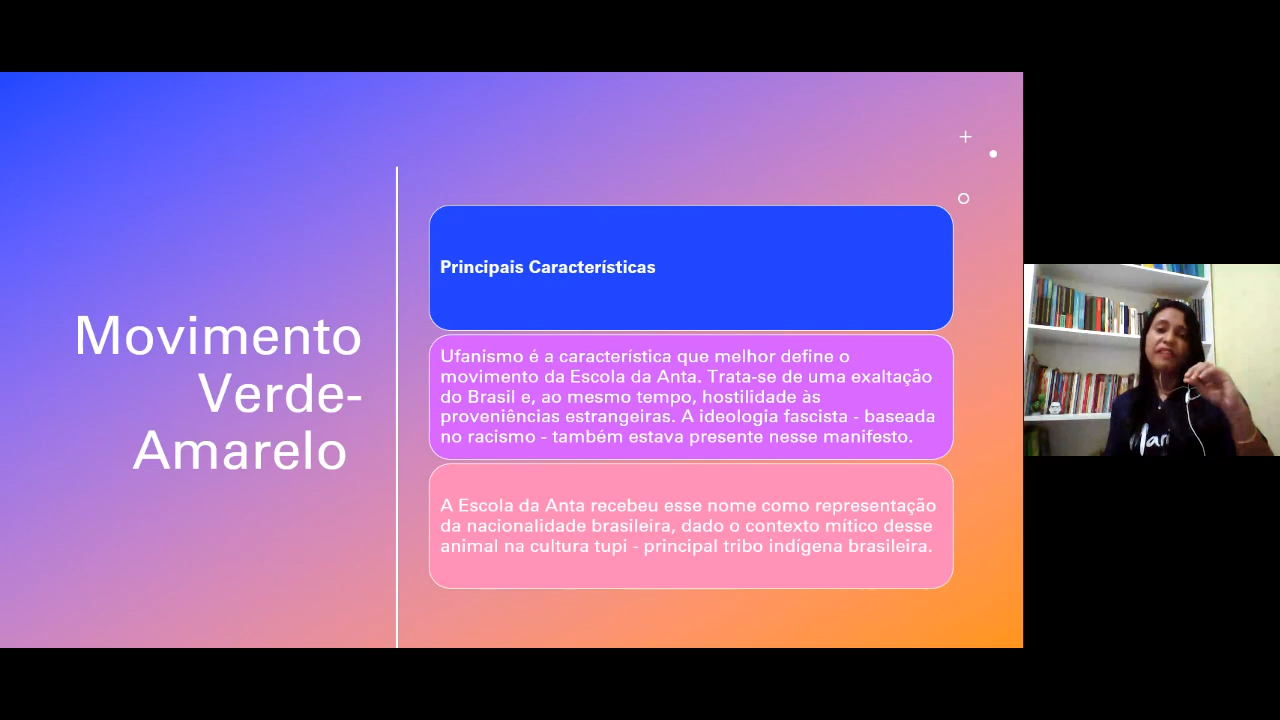 Movimento
Verde-
Amarelo
Principais Características
Ufanismo é a característica que melhor define o
movimento da Escola da Anta. Trata-se de uma exaltação
do Brasil e, ao mesmo tempo, hostilidade às
proveniências estrangeiras. A ideologia fascista - baseada
no racismo - também estava presente nesse manifesto.
A Escola da Anta recebeu esse nome como representação
da nacionalidade brasileira, dado o contexto mítico desse
animal na cultura tupi - principal tribo indígena brasileira.